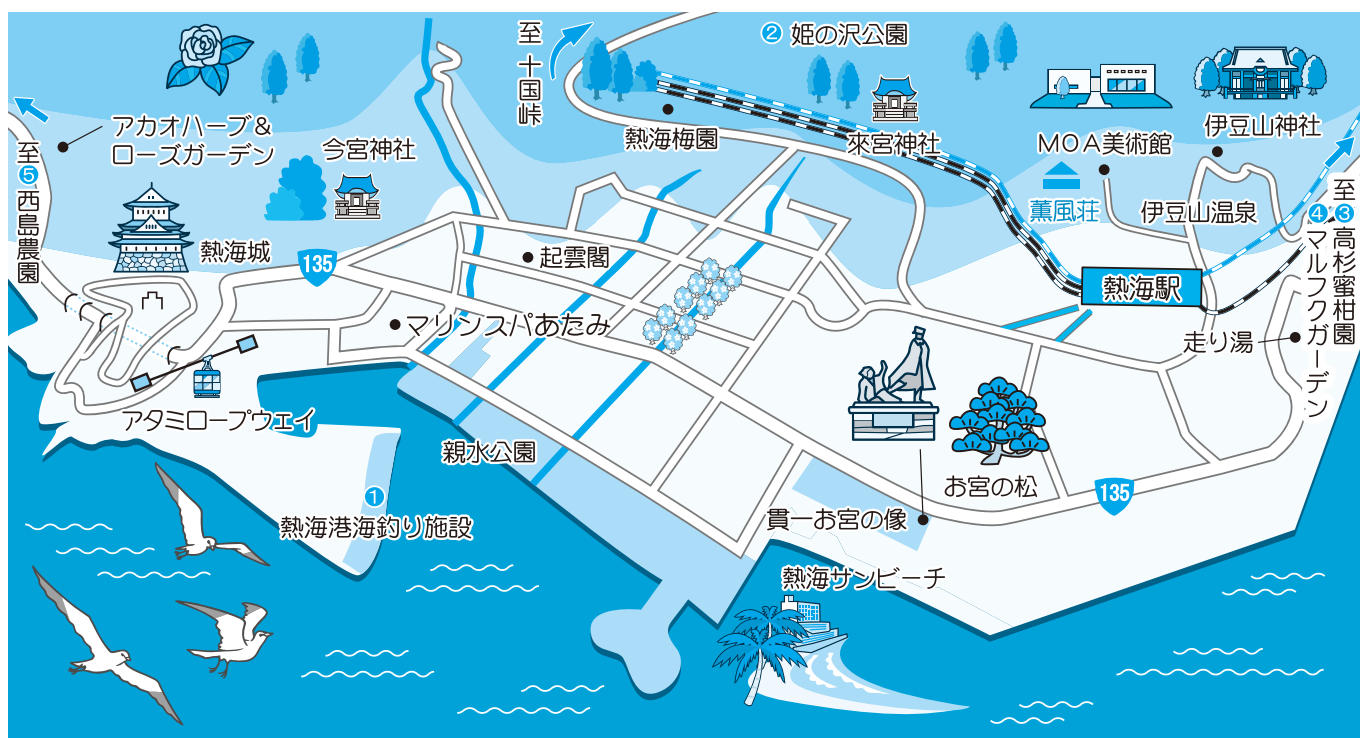 至 十国峠
❷ 姫の沢公園
アカオハーブ＆
ローズガーデン
今宮神社
熱海梅園
來宮神社
MOA美術館
伊豆山神社
至❺西島農園
薫風荘
伊豆山温泉
至❸高杉蜜柑園
❹マルフクガーデン
熱海城
135
起雲閣
熱海駅
マリンスパあたみ
走り湯
アタミロープウェイ
親水公園
お宮の松
135
❶
熱海港海釣り施設
貫一お宮の像
熱海サンビーチ